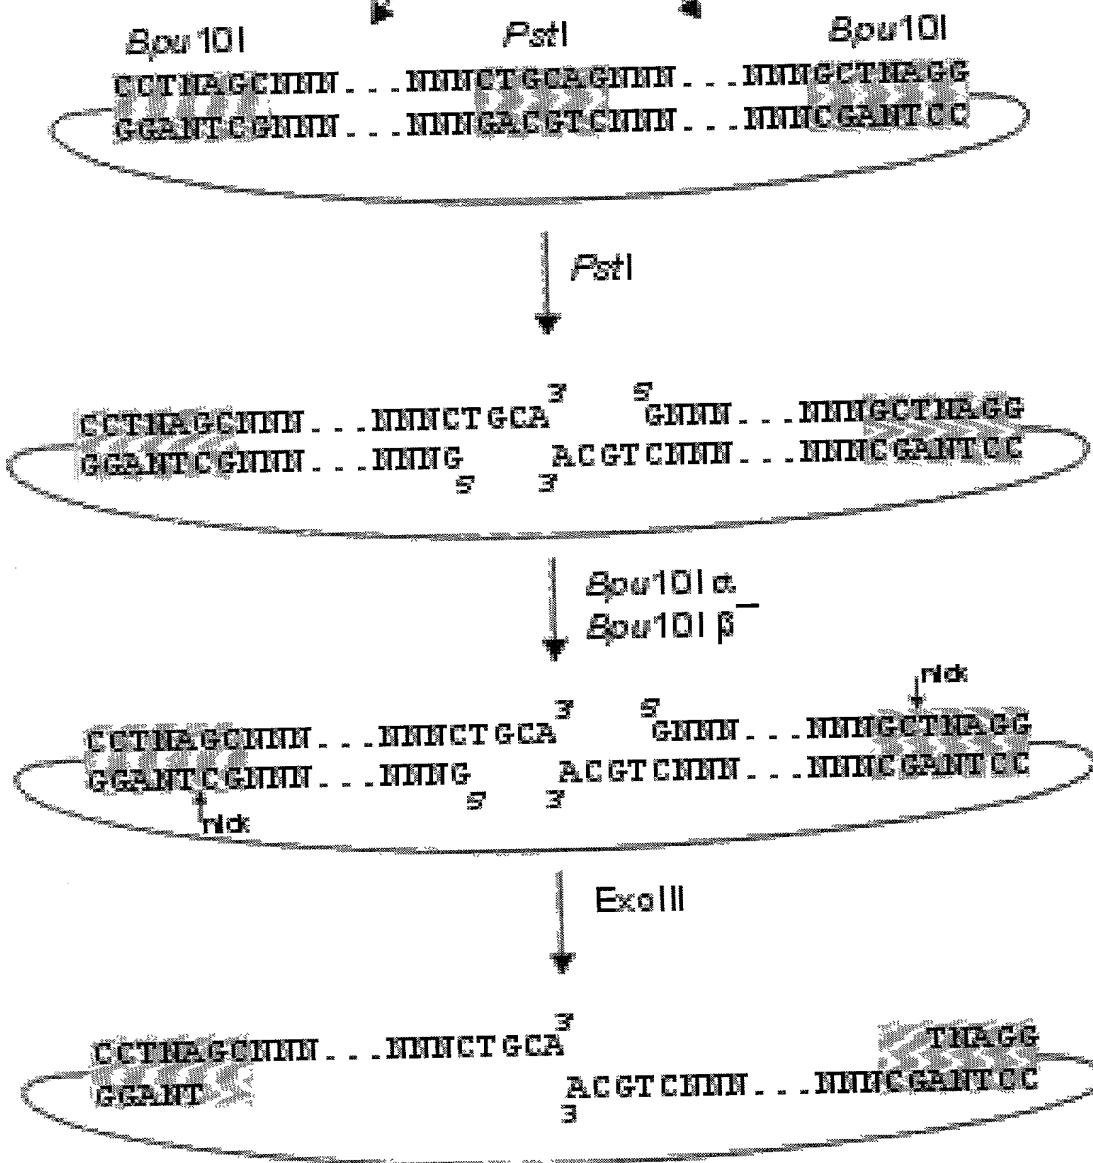 Bpu10I PstI Bpu10I
CCTNAGCNNN...NNNCTGCAGNNN...NNNGCTNAGG
GGANTCGNNN...NNNGACGTCNNN...NNNCGANTCC
PstI
3' 5'
CCTNAGCNNN...NNNCTGCA GNNN...NNNGCTNAGG
GGANTCGNNN...NNNG ACGTCNNN...NNNCGANTCC
5' 3'
Bpu10I α
Bpu10I β⁻
nick
3' 5'
CCTNAGCNNN...NNNCTGCA GNNN...NNNGCTNAGG
GGANTCGNNN...NNNG ACGTCNNN...NNNCGANTCC
5' 3'
nick
ExoIII
3'
CCTNAGCNNN...NNNCTGCA TNAGG
GGANT ACGTCNNN...NNNCGANTCC
3